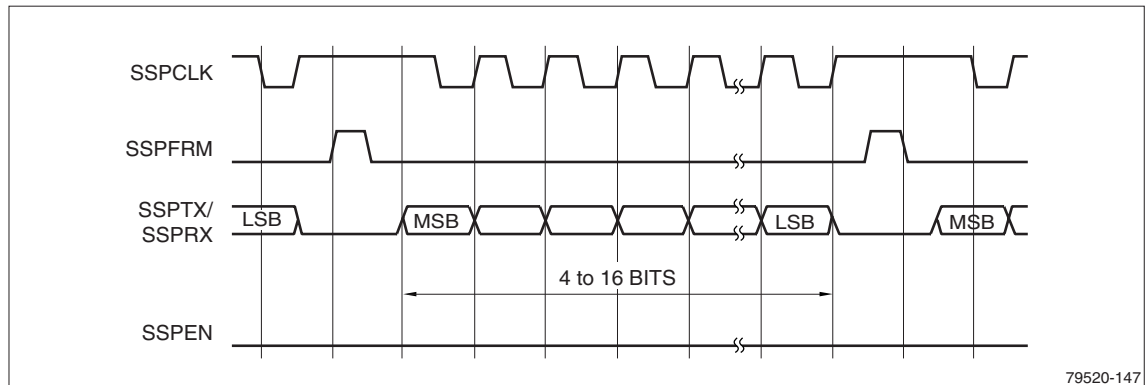 SSPCLK
SSPFRM
SSPTX/
SSPRX
LSB
MSB
LSB
MSB
4 to 16 BITS
SSPEN
79520-147